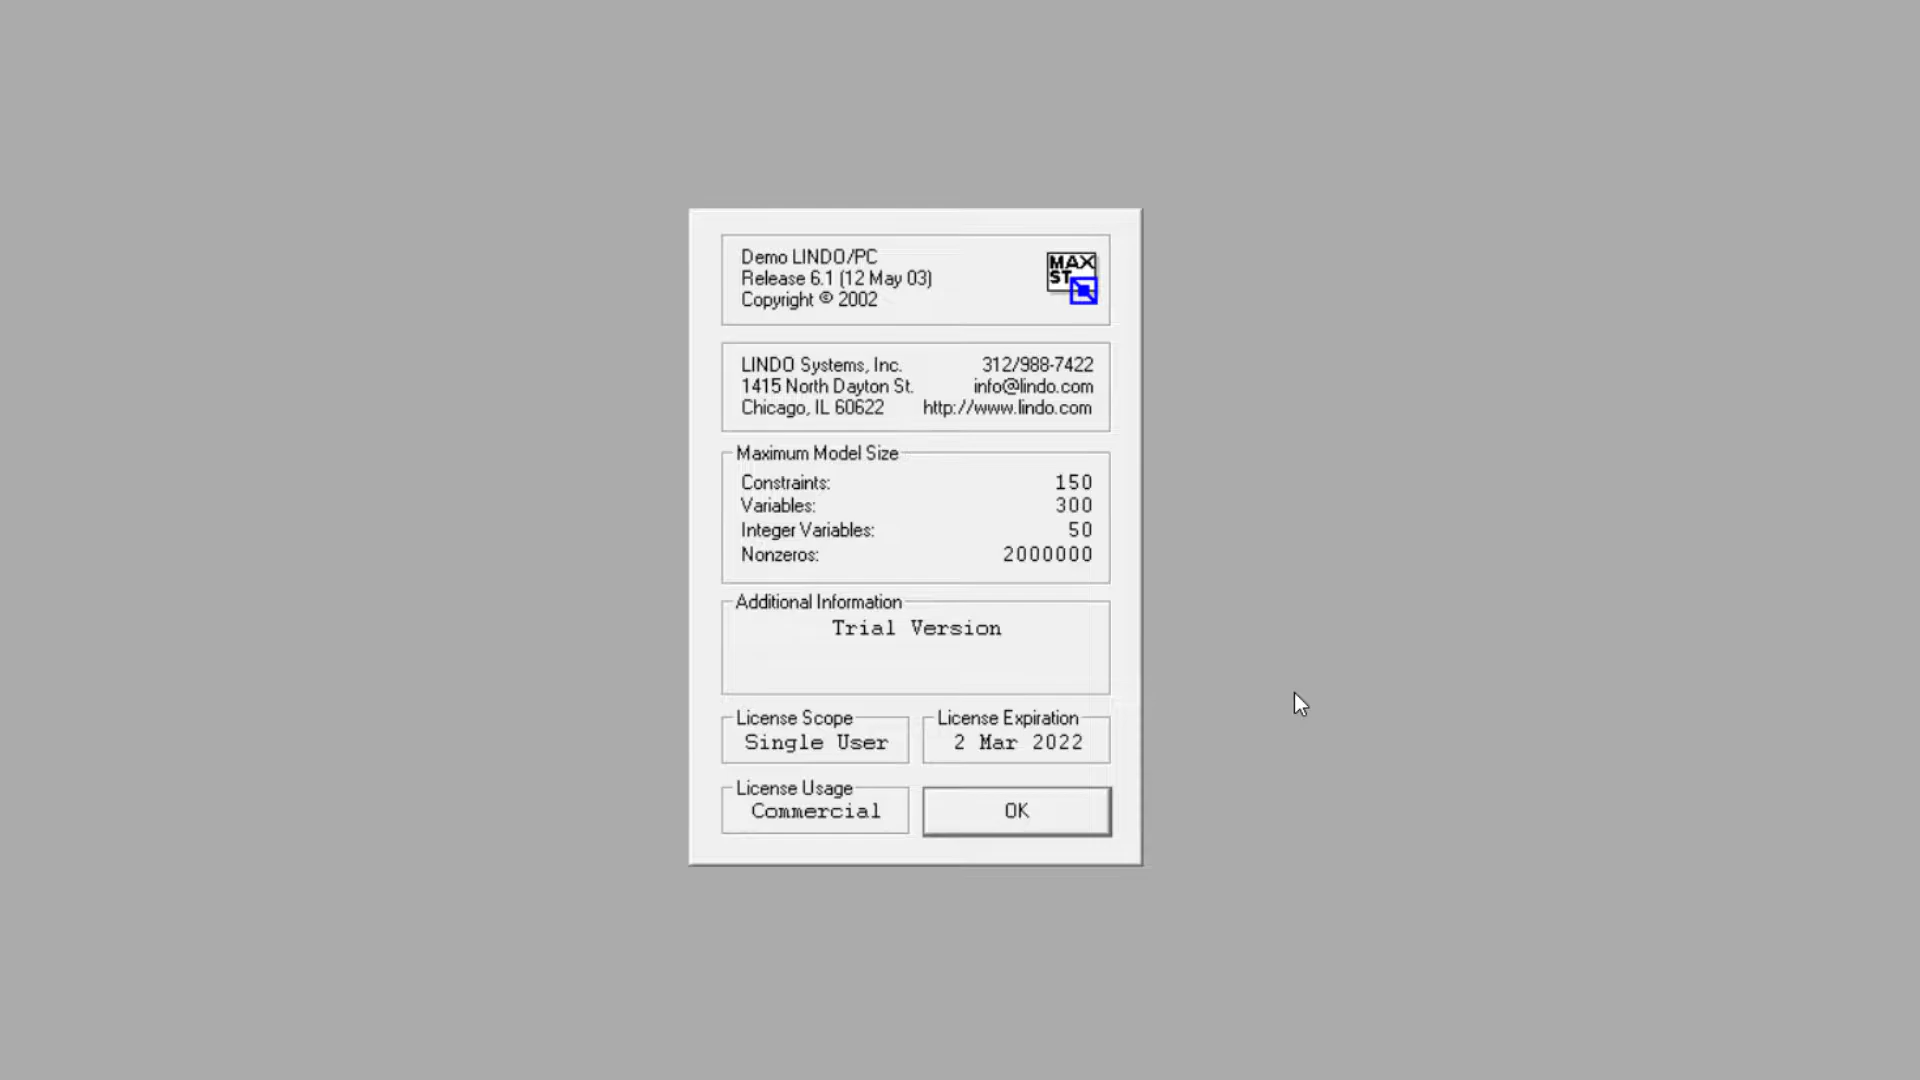 Demo LINDO/PC
Release 6.1 (12 May 03)
Copyright © 2002
MAX
ST
LINDO Systems, Inc. 312/988-7422
1415 North Dayton St. info@lindo.com
Chicago, IL 60622 http://www.lindo.com
Maximum Model Size
Constraints: 150
Variables: 300
Integer Variables: 50
Nonzeros: 2000000
Additional Information
Trial Version
License Scope
Single User
License Expiration
2 Mar 2022
License Usage
Commercial
OK